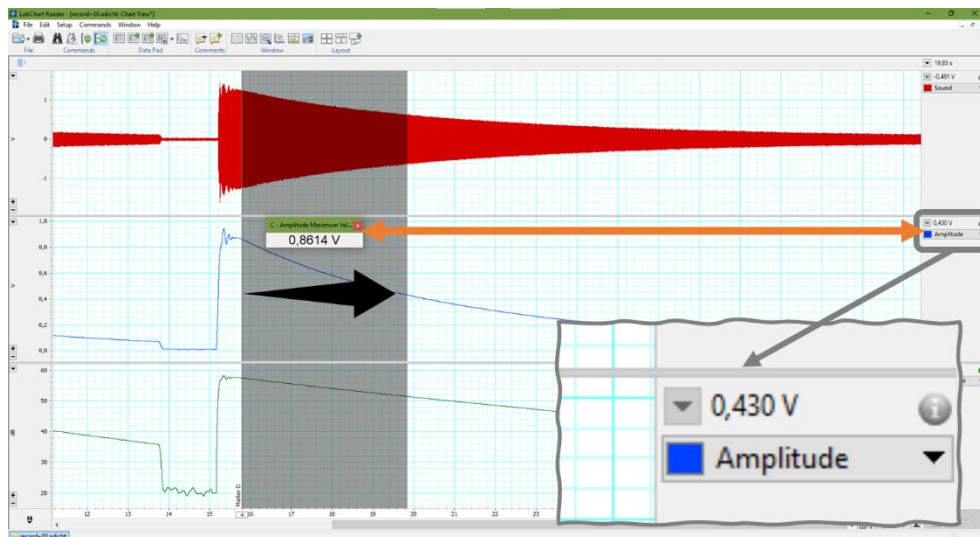 LabChart Reader - [record+00.adicht: Chart View*]
File Edit Setup Commands Window Help
File Commands Data Pad Comments Window Layout
19,85 s
-0,491 V
Sound
1
V 0
-1
1,0
0,8
0,6
V
0,4
0,2
0,0
C - Amplitude Maximum Val...
0,8614 V
0,430 V
Amplitude
60
50
40
30
20
Marker D
12 13 14 15 16 17 18 19 20 21 22 23
record+00.adicht
0,430 V
Amplitude